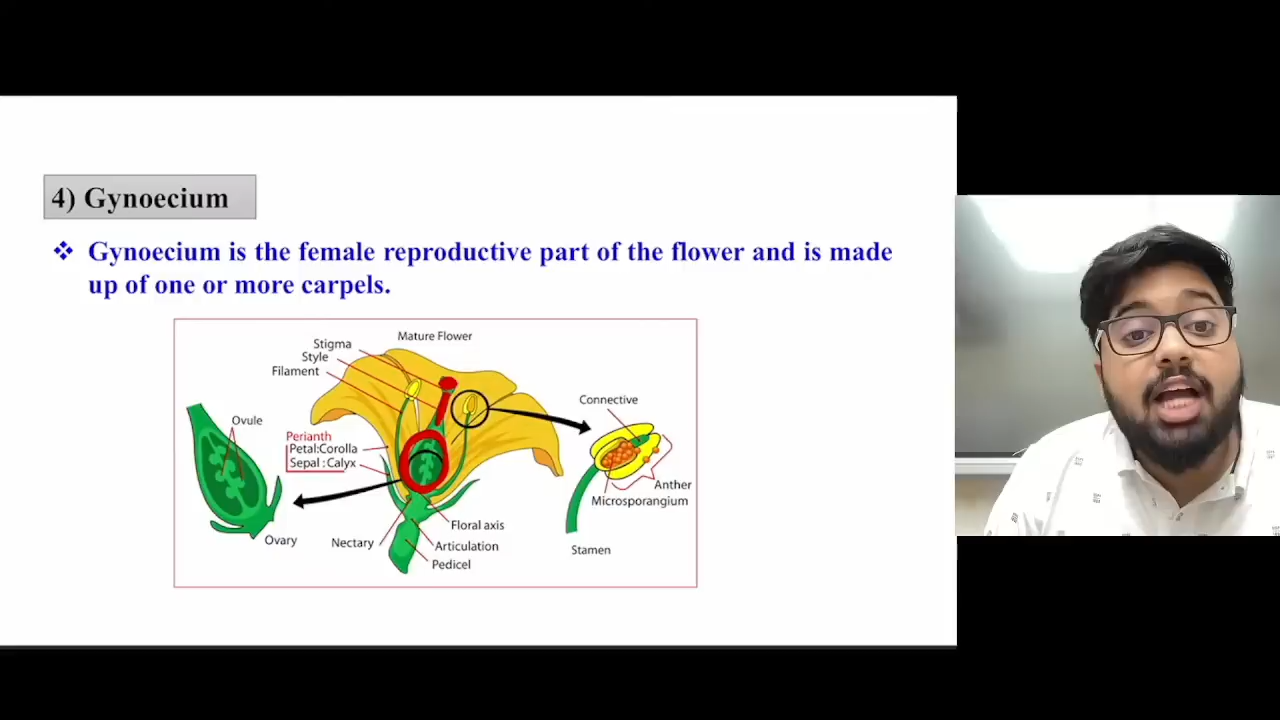 4) Gynoecium
❖ Gynoecium is the female reproductive part of the flower and is made
up of one or more carpels.
Mature Flower
Stigma
Style
Filament
Connective
Ovule
Perianth
Petal:Corolla
Sepal : Calyx
Anther
Microsporangium
Floral axis
Ovary
Nectary
Articulation
Stamen
Pedicel